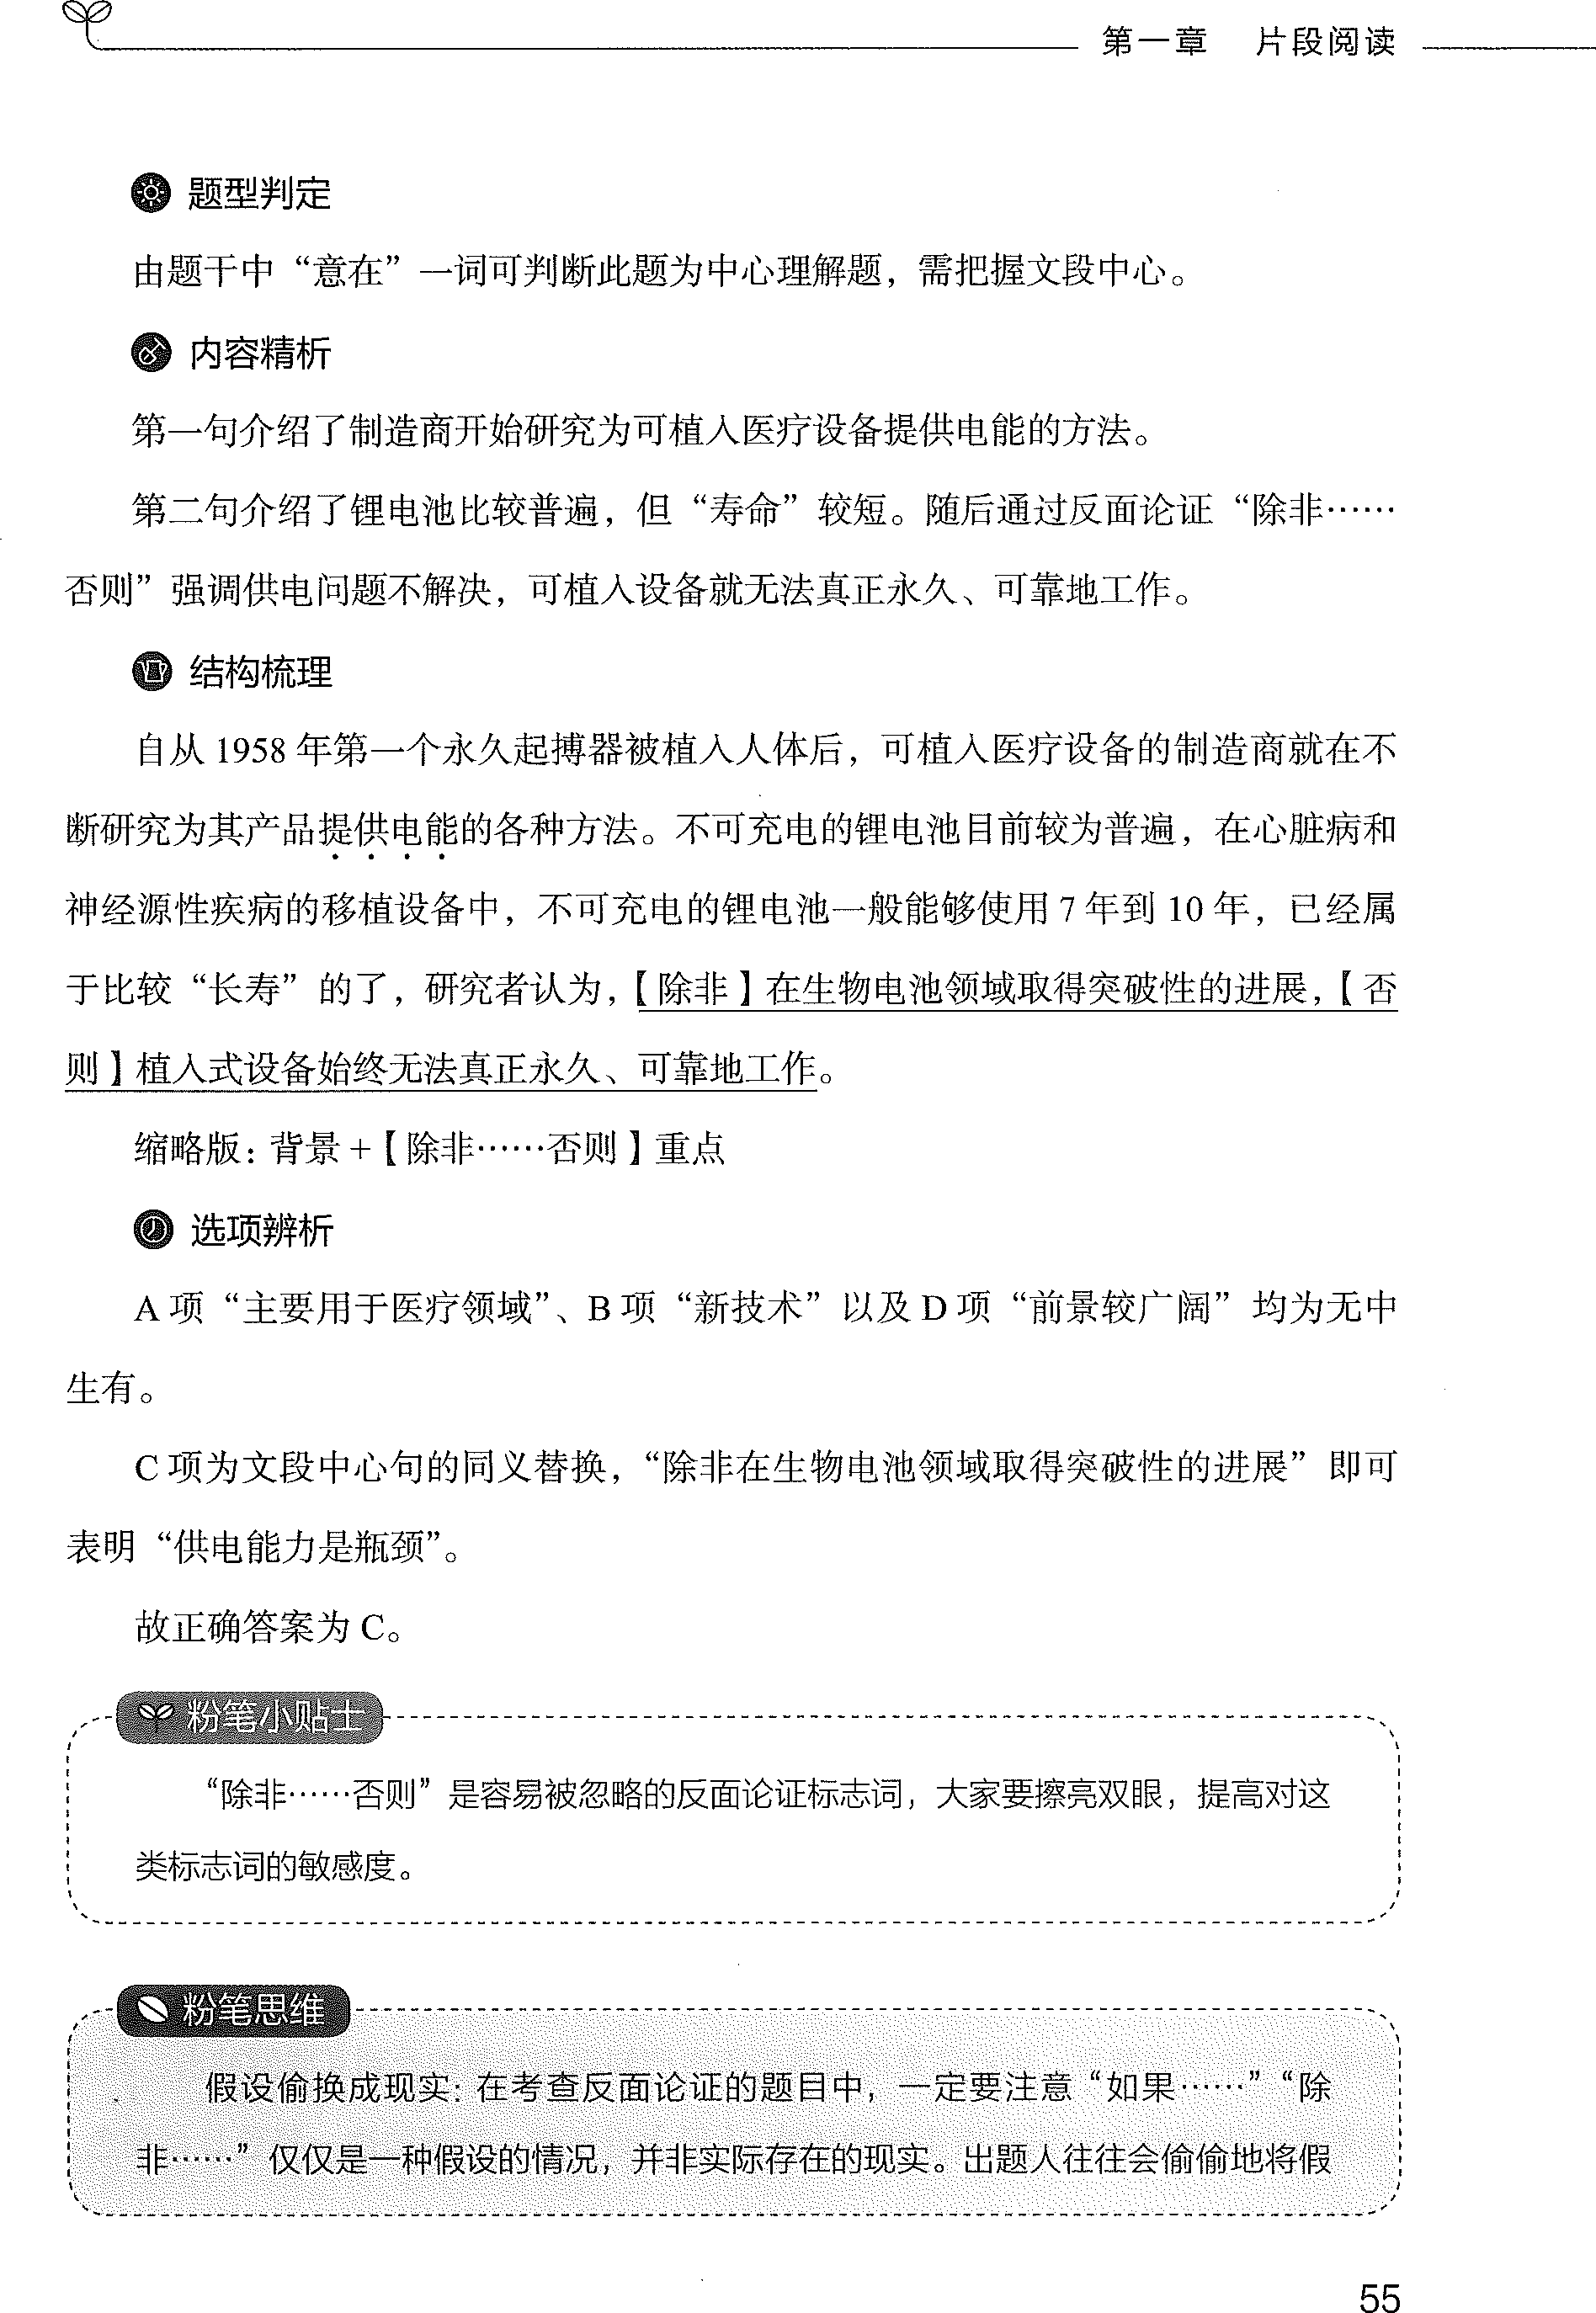 第一章 片段阅读
题型判定
由题干中“意在”一词可判断此题为中心理解题，需把握文段中心。
内容精析
第一句介绍了制造商开始研究为可植入医疗设备提供电能的方法。
第二句介绍了锂电池比较普遍，但“寿命”较短。随后通过反面论证“除非……
否则”强调供电问题不解决，可植入设备就无法真正永久、可靠地工作。
结构梳理
自从 1958 年第一个永久起搏器被植入人体后，可植入医疗设备的制造商就在不
断研究为其产品提供电能的各种方法。不可充电的锂电池目前较为普遍，在心脏病和
神经源性疾病的移植设备中，不可充电的锂电池一般能够使用 7 年到 10 年，已经属
于比较“长寿”的了，研究者认为，【除非】在生物电池领域取得突破性的进展，【否
则】植入式设备始终无法真正永久、可靠地工作。
缩略版：背景 +【除非……否则】重点
选项辨析
A 项“主要用于医疗领域”、B 项“新技术”以及 D 项“前景较广阔”均为无中
生有。
C 项为文段中心句的同义替换，“除非在生物电池领域取得突破性的进展”即可
表明“供电能力是瓶颈”。
故正确答案为 C。
粉笔小贴士
“除非……否则”是容易被忽略的反面论证标志词，大家要擦亮双眼，提高对这
类标志词的敏感度。
粉笔思维
假设偷换成现实：在考查反面论证的题目中，一定要注意“如果……”“除
非……”仅仅是一种假设的情况，并非实际存在的现实。出题人往往会偷偷地将假
55